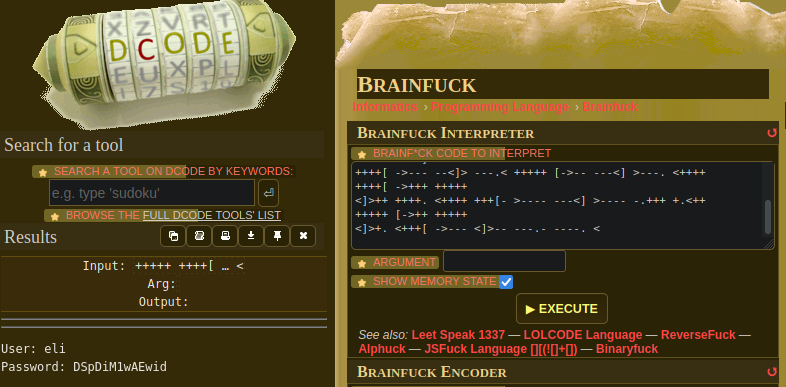 X Z V R T
D C O D E
E U X P L
Search for a tool
SEARCH A TOOL ON DCODE BY KEYWORDS:
e.g. type 'sudoku'
BROWSE THE FULL DCODE TOOLS' LIST
Results
Input: +++++ ++++[ … <
Arg:
Output:
User: eli
Password: DSpDiM1wAEwid
BRAINFUCK
Informatics › Programming Language › Brainfuck
BRAINFUCK INTERPRETER
BRAINF*CK CODE TO INTERPRET
++++[ ->--- --<]> ---.< +++++ [->-- ---<] >---. <++++
++++[ ->+++ +++++
<]>++ ++++. <++++ +++[- >---- ---<] >---- -.+++ +.<++
+++++ [->++ +++++
<]>+. <+++[ ->--- <]>-- ---.- ----. <
ARGUMENT
SHOW MEMORY STATE
▶ EXECUTE
See also: Leet Speak 1337 — LOLCODE Language — ReverseFuck —
Alphuck — JSFuck Language [][(![]+[]) — Binaryfuck
BRAINFUCK ENCODER